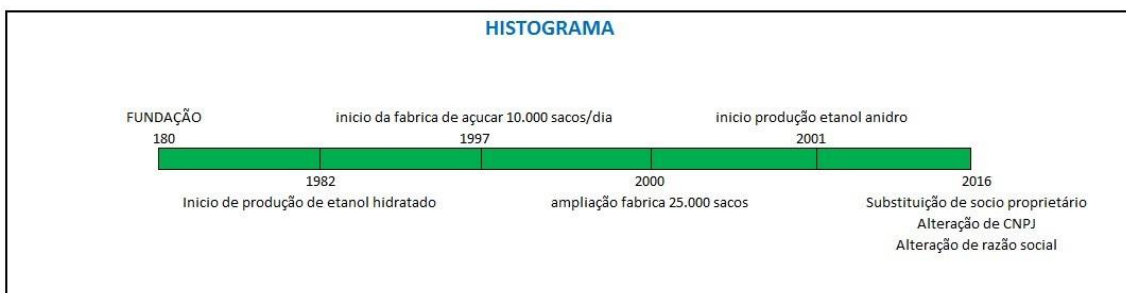 HISTOGRAMA
FUNDAÇÃO
180
inicio da fabrica de açucar 10.000 sacos/dia
1997
inicio produção etanol anidro
2001
1982
Inicio de produção de etanol hidratado
2000
ampliação fabrica 25.000 sacos
2016
Substituição de socio proprietário
Alteração de CNPJ
Alteração de razão social